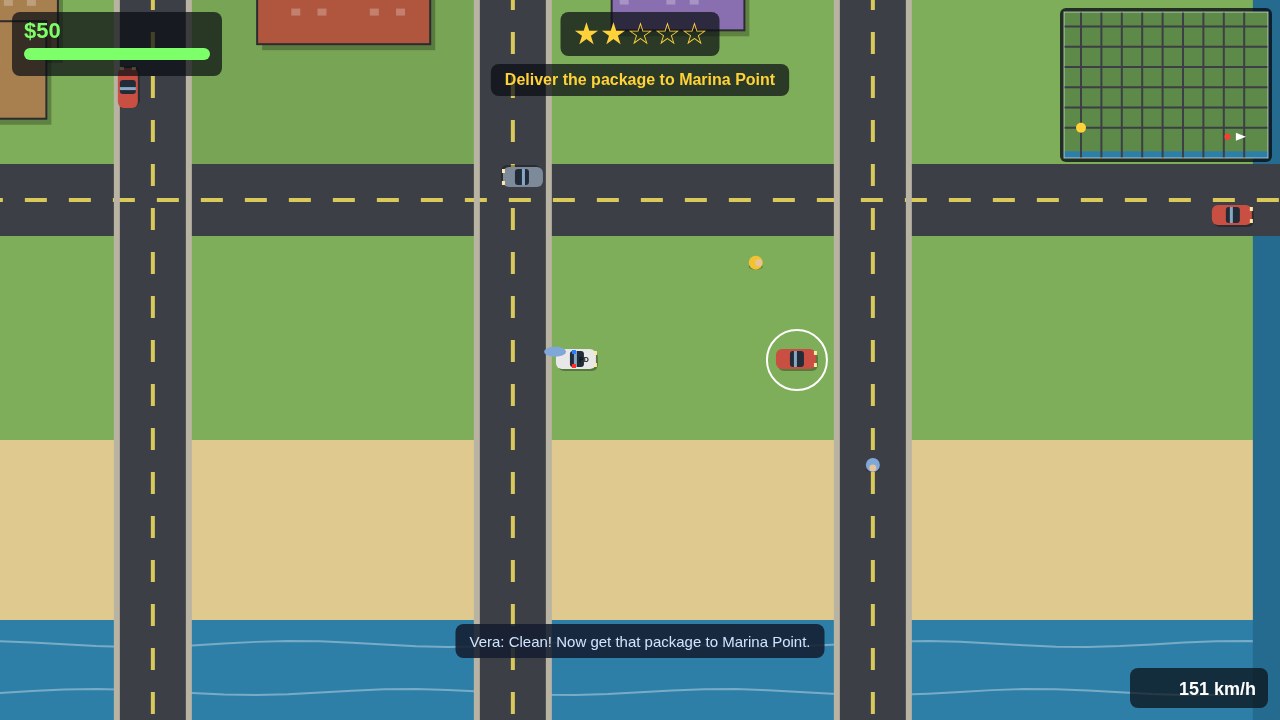 $50
★★☆☆☆
Deliver the package to Marina Point
Vera: Clean! Now get that package to Marina Point.
151 km/h